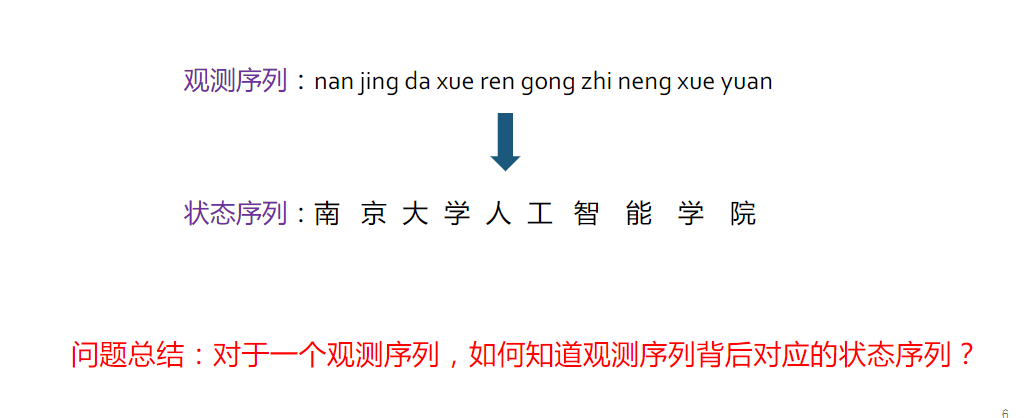 观测序列：nan jing da xue ren gong zhi neng xue yuan
状态序列：南 京 大 学 人 工 智 能 学 院
问题总结：对于一个观测序列，如何知道观测序列背后对应的状态序列？
6